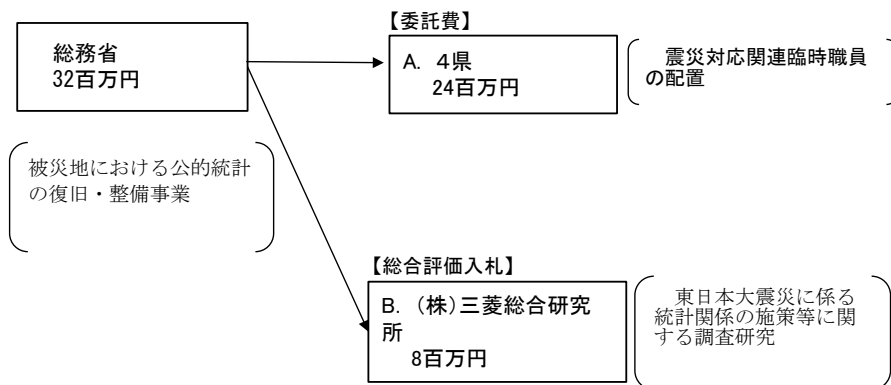 総務省
32百万円
被災地における公的統計
の復旧・整備事業
【委託費】
A. 4県
24百万円
震災対応関連臨時職員
の配置
【総合評価入札】
B. (株)三菱総合研究
所
8百万円
東日本大震災に係る
統計関係の施策等に関
する調査研究